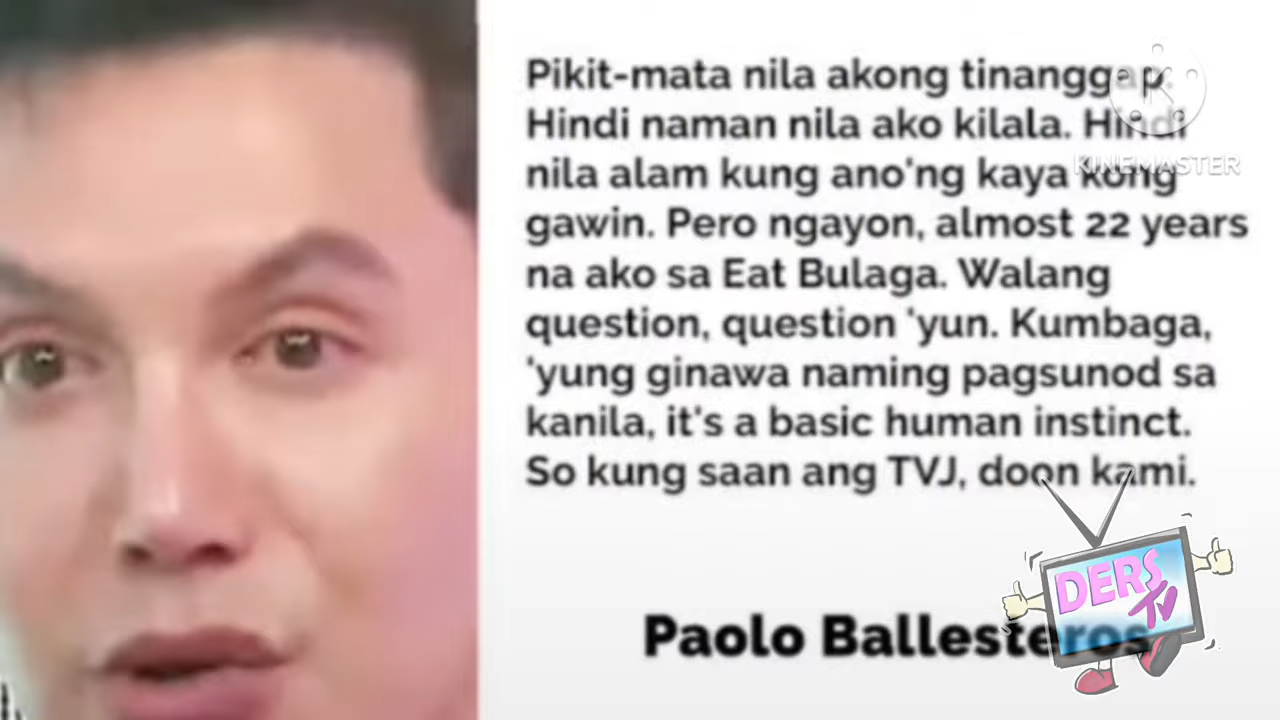 Pikit-mata nila akong tinanggap.
Hindi naman nila ako kilala. Hindi
nila alam kung ano'ng kaya kong
gawin. Pero ngayon, almost 22 years
na ako sa Eat Bulaga. Walang
question, question 'yun. Kumbaga,
'yung ginawa naming pagsunod sa
kanila, it's a basic human instinct.
So kung saan ang TVJ, doon kami.
Paolo Ballesteros
KINEMASTER
DERS
TV